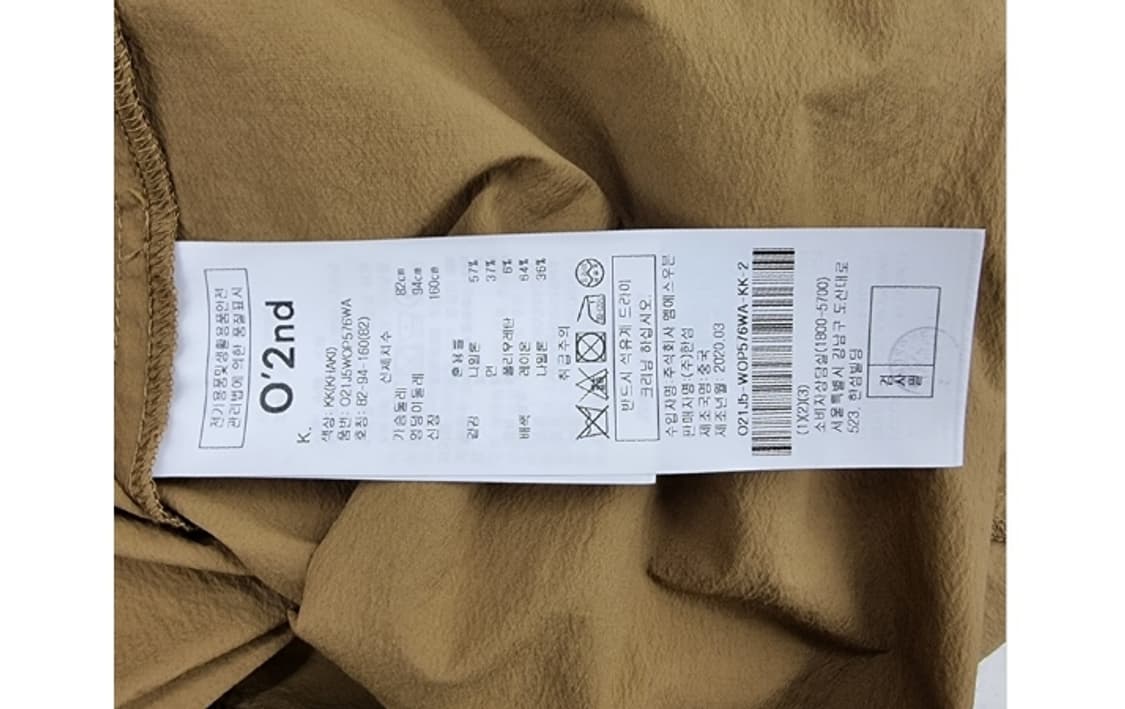 전기용품및생활용품안전
관리법에 의한 품질표시
O'2nd
K.
색상: KK(KHAKI)
품번: O21J5WOP576WA
호칭: 82-94-160(82)
신체치수
가슴둘레 82cm
엉덩이둘레 94cm
신장 160cm
혼용률
겉감 나일론 57%
면 37%
폴리우레탄 6%
배색 레이온 64%
나일론 36%
취급주의
반드시 석유계 드라이
크리닝 하십시오.
수입자명: 주식회사 엠에스우븐
판매자명: (주)한섬
제조국명: 중국
제조년월: 2020.03
O21J5-WOP576WA-KK-2
(1)(2)(3)
소비자상담실(1800-5700)
서울특별시 강남구 도산대로
523, 한섬빌딩
검사필